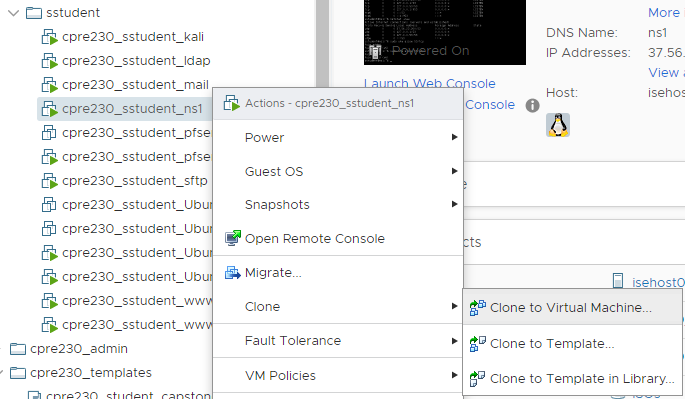 sstudent
cpre230_sstudent_kali
cpre230_sstudent_ldap
cpre230_sstudent_mail
cpre230_sstudent_ns1
cpre230_sstudent_pfse
cpre230_sstudent_pfse
cpre230_sstudent_sftp
cpre230_sstudent_Ubu
cpre230_sstudent_Ubu
cpre230_sstudent_Ubu
cpre230_sstudent_Ubu
cpre230_sstudent_www
cpre230_sstudent_www
cpre230_admin
cpre230_templates
cpre230_student_capston
Powered On
Launch Web Console
Console
More
DNS Name: ns1
IP Addresses: 37.56.
View a
Host: iseho
Actions - cpre230_sstudent_ns1
Power
Guest OS
Snapshots
Open Remote Console
Migrate...
Clone
Fault Tolerance
VM Policies
Clone to Virtual Machine...
Clone to Template...
Clone to Template in Library...
e
cts
isehost0